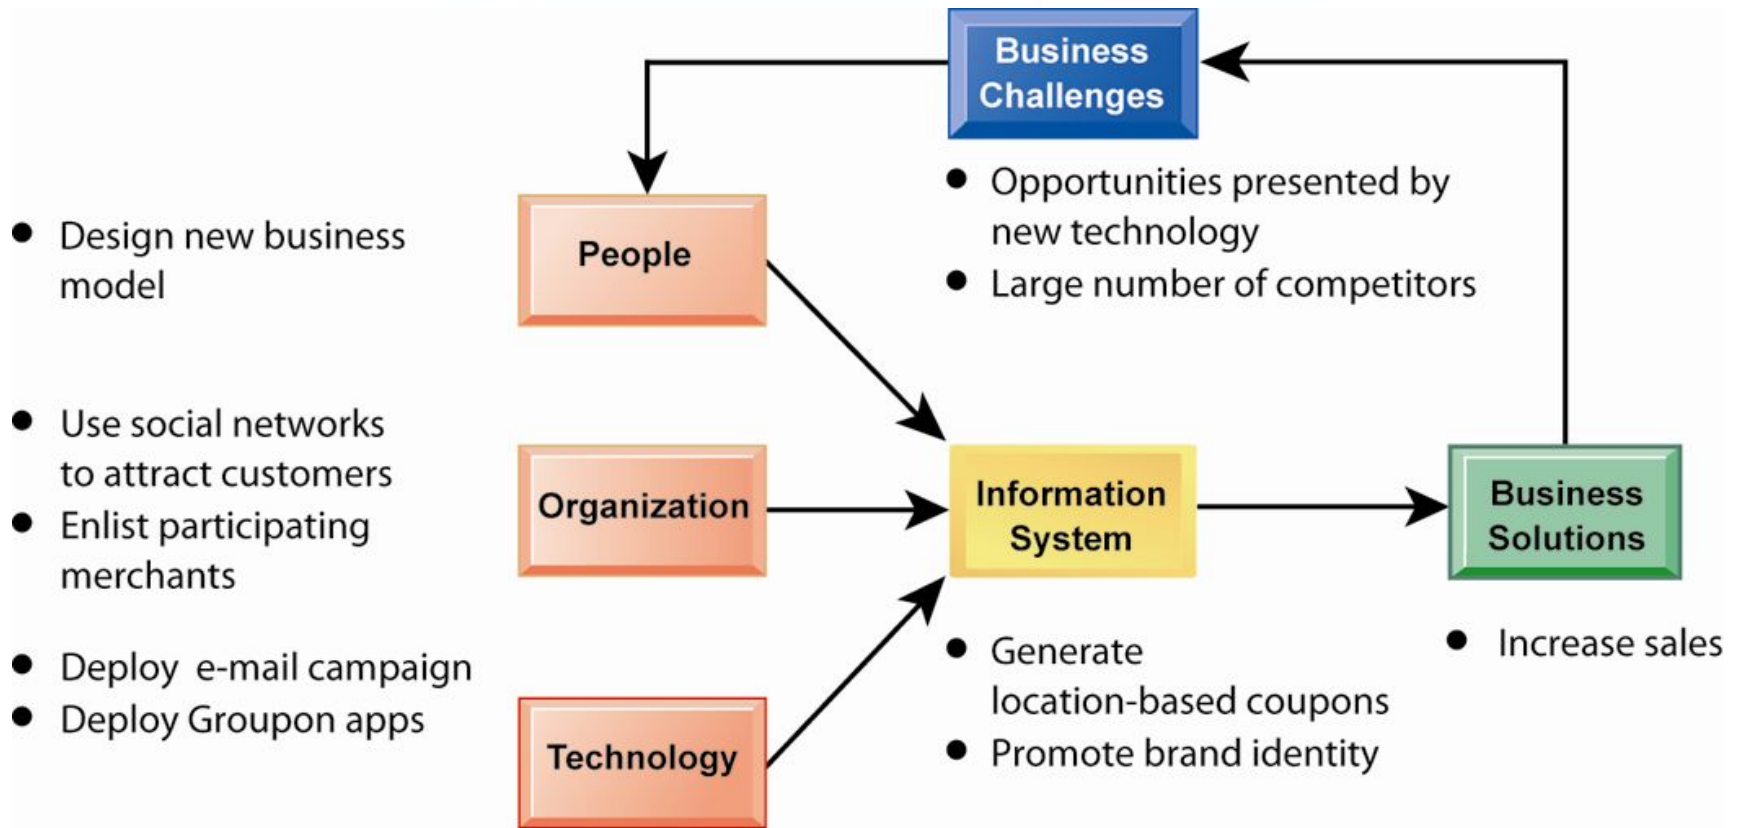 Business
Challenges
● Opportunities presented by
new technology
● Large number of competitors
● Design new business
model
People
● Use social networks
to attract customers
● Enlist participating
merchants
Organization
Information
System
Business
Solutions
● Deploy e-mail campaign
● Deploy Groupon apps
Technology
● Generate
location-based coupons
● Promote brand identity
● Increase sales